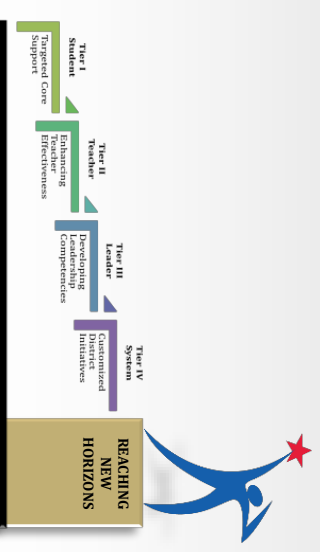 Tier I
Student
Targeted Core
Support
Tier II
Teacher
Enhancing
Teacher
Effectiveness
Tier III
Leader
Developing
Leadership
Competencies
Tier IV
System
Customized
District
Initiatives
REACHING
NEW
HORIZONS